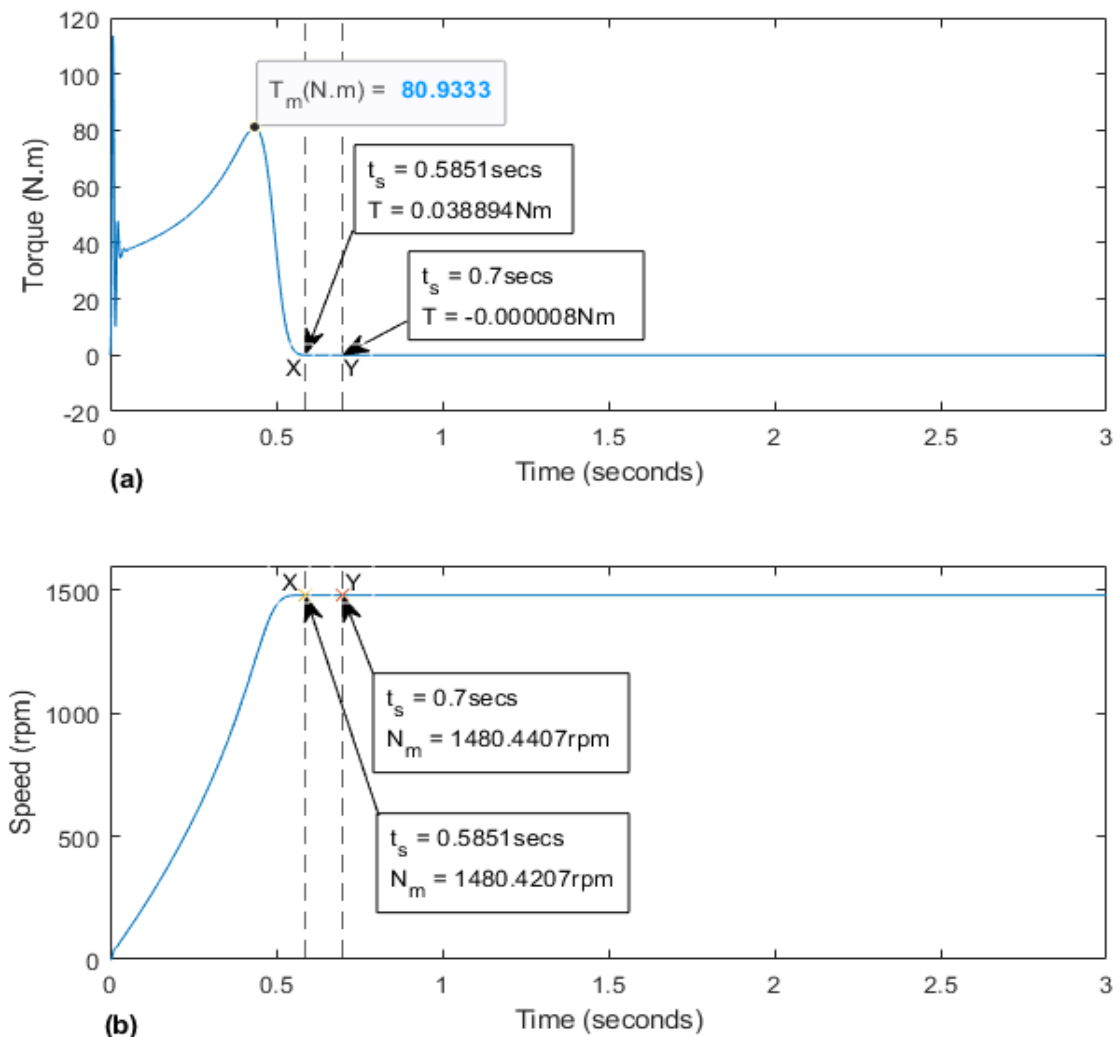 120
100
80
60
40
20
0
-20
Torque (N.m)
T_m(N.m) = 80.9333
t_s = 0.5851secs
T = 0.038894Nm
t_s = 0.7secs
T = -0.000008Nm
X
Y
0
0.5
1
1.5
2
2.5
3
Time (seconds)
(a)
1500
1000
500
0
Speed (rpm)
X
Y
t_s = 0.7secs
N_m = 1480.4407rpm
t_s = 0.5851secs
N_m = 1480.4207rpm
0
0.5
1
1.5
2
2.5
3
Time (seconds)
(b)